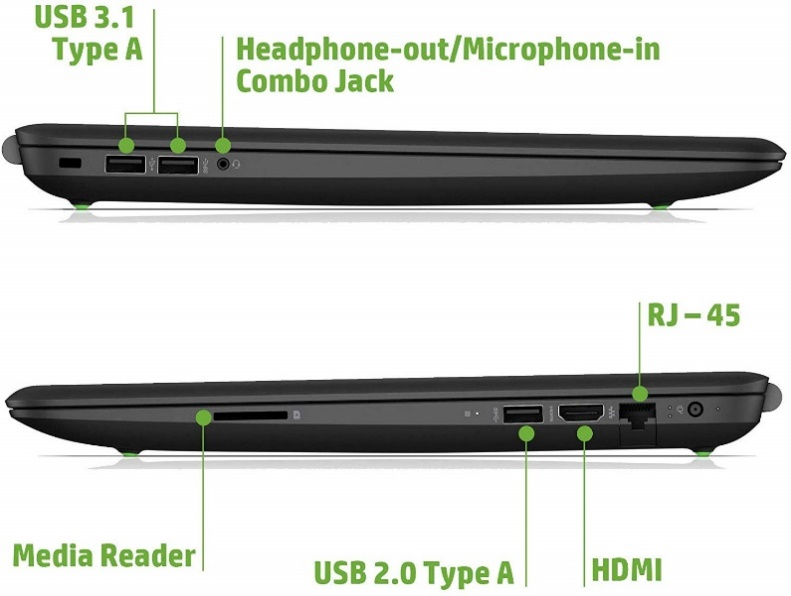 USB 3.1
Type A
Headphone-out/Microphone-in
Combo Jack
RJ – 45
Media Reader
USB 2.0 Type A
HDMI